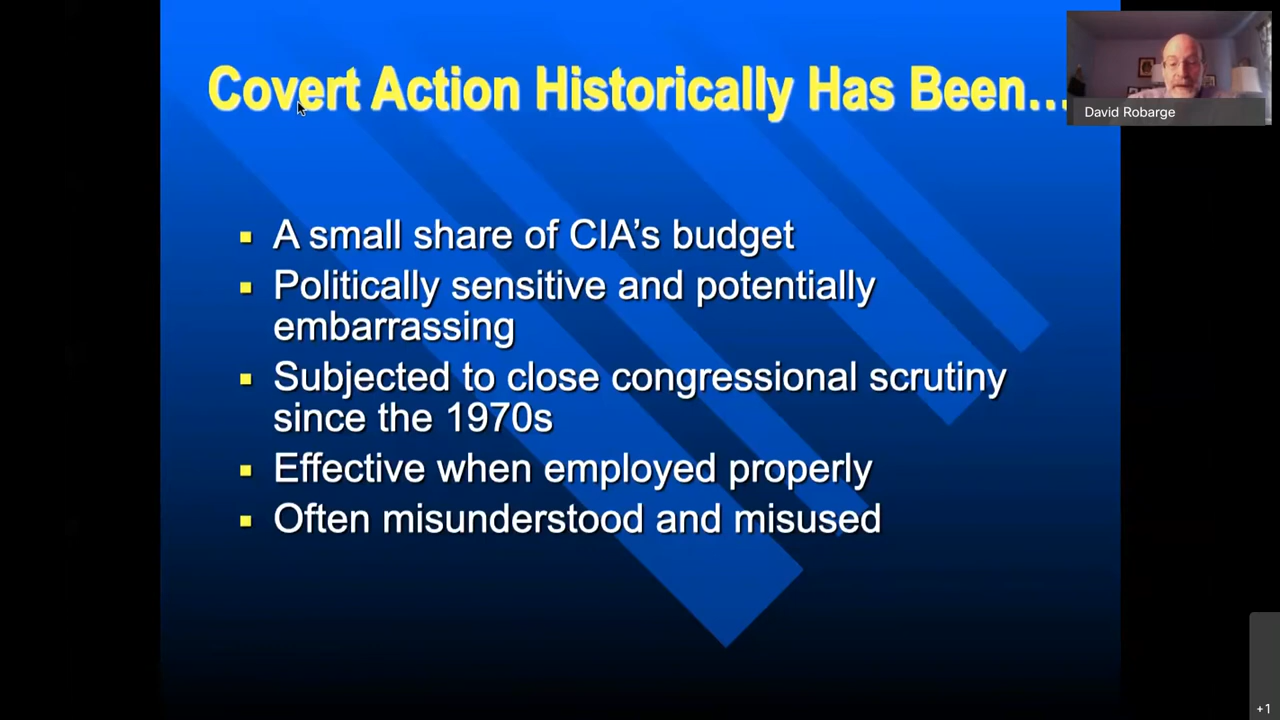 Covert Action Historically Has Been...
David Robarge
A small share of CIA's budget
Politically sensitive and potentially
embarrassing
Subjected to close congressional scrutiny
since the 1970s
Effective when employed properly
Often misunderstood and misused
+1